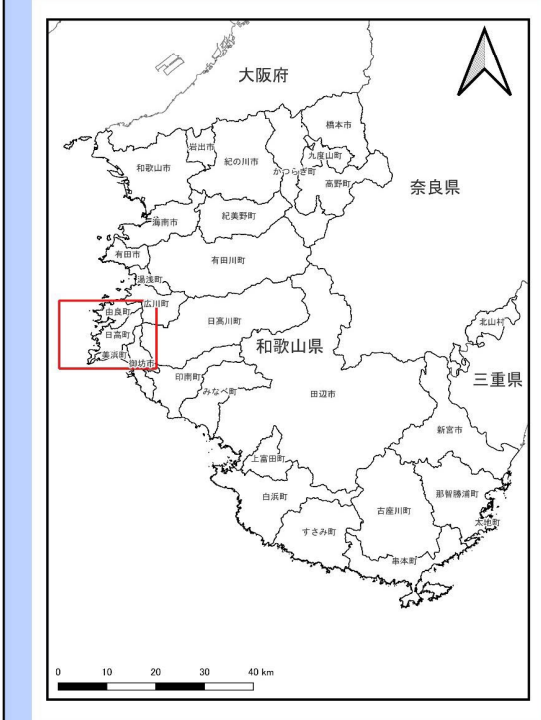 大阪府
橋本市
岩出市
紀の川市
九度山町
和歌山市
かつらぎ町
高野町
奈良県
海南市
紀美野町
有田市
有田川町
湯浅町
広川町
由良町
日高川町
北山村
日高町
和歌山県
美浜町
御坊市
三重県
印南町
みなべ町
田辺市
新宮市
上富田町
白浜町
那智勝浦町
古座川町
太地町
すさみ町
串本町
0 10 20 30 40 km